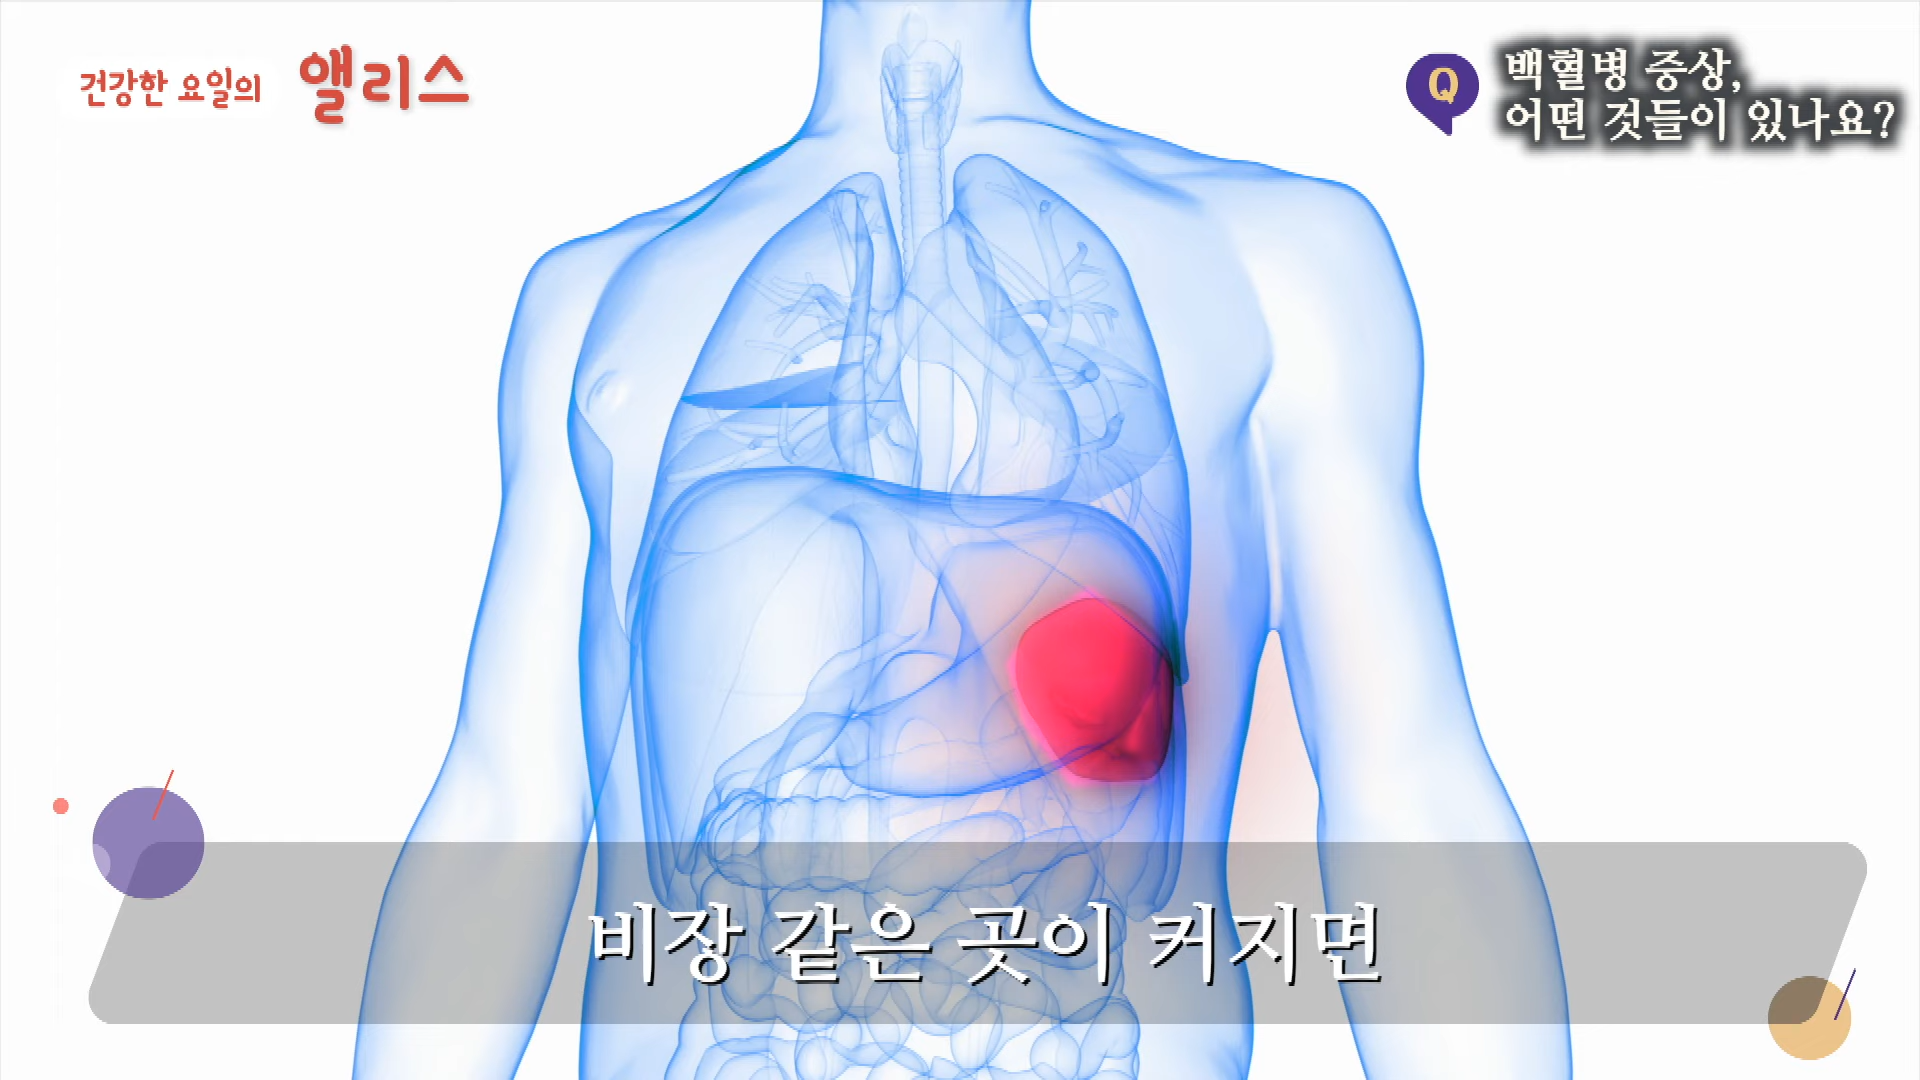 건강한 요일의 앨리스
Q
백혈병 증상,
어떤 것들이 있나요?
비장 같은 곳이 커지면